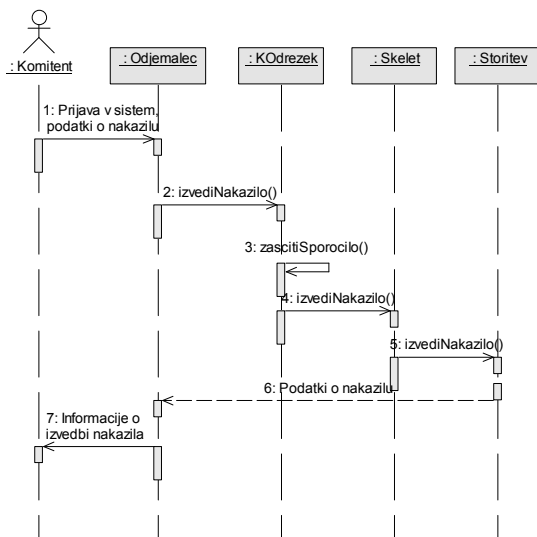 : Komitent
: Odjemalec
: KOdrezek
: Skelet
: Storitev
1: Prijava v sistem,
podatki o nakazilu
2: izvediNakazilo()
3: zascitiSporocilo()
4: izvediNakazilo()
5: izvediNakazilo()
6: Podatki o nakazilu
7: Informacije o
izvedbi nakazila